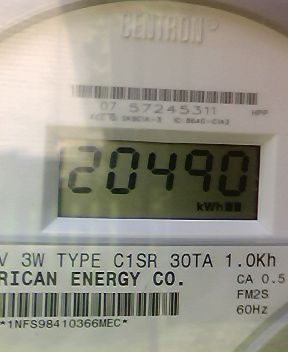 CENTRON®
07 57245311
HPP
20490
kWh
V 3W TYPE C1SR 30TA 1.0Kh
RICAN ENERGY CO.
CA 0.5
FM2S
60Hz
*1NFS98410366MEC*